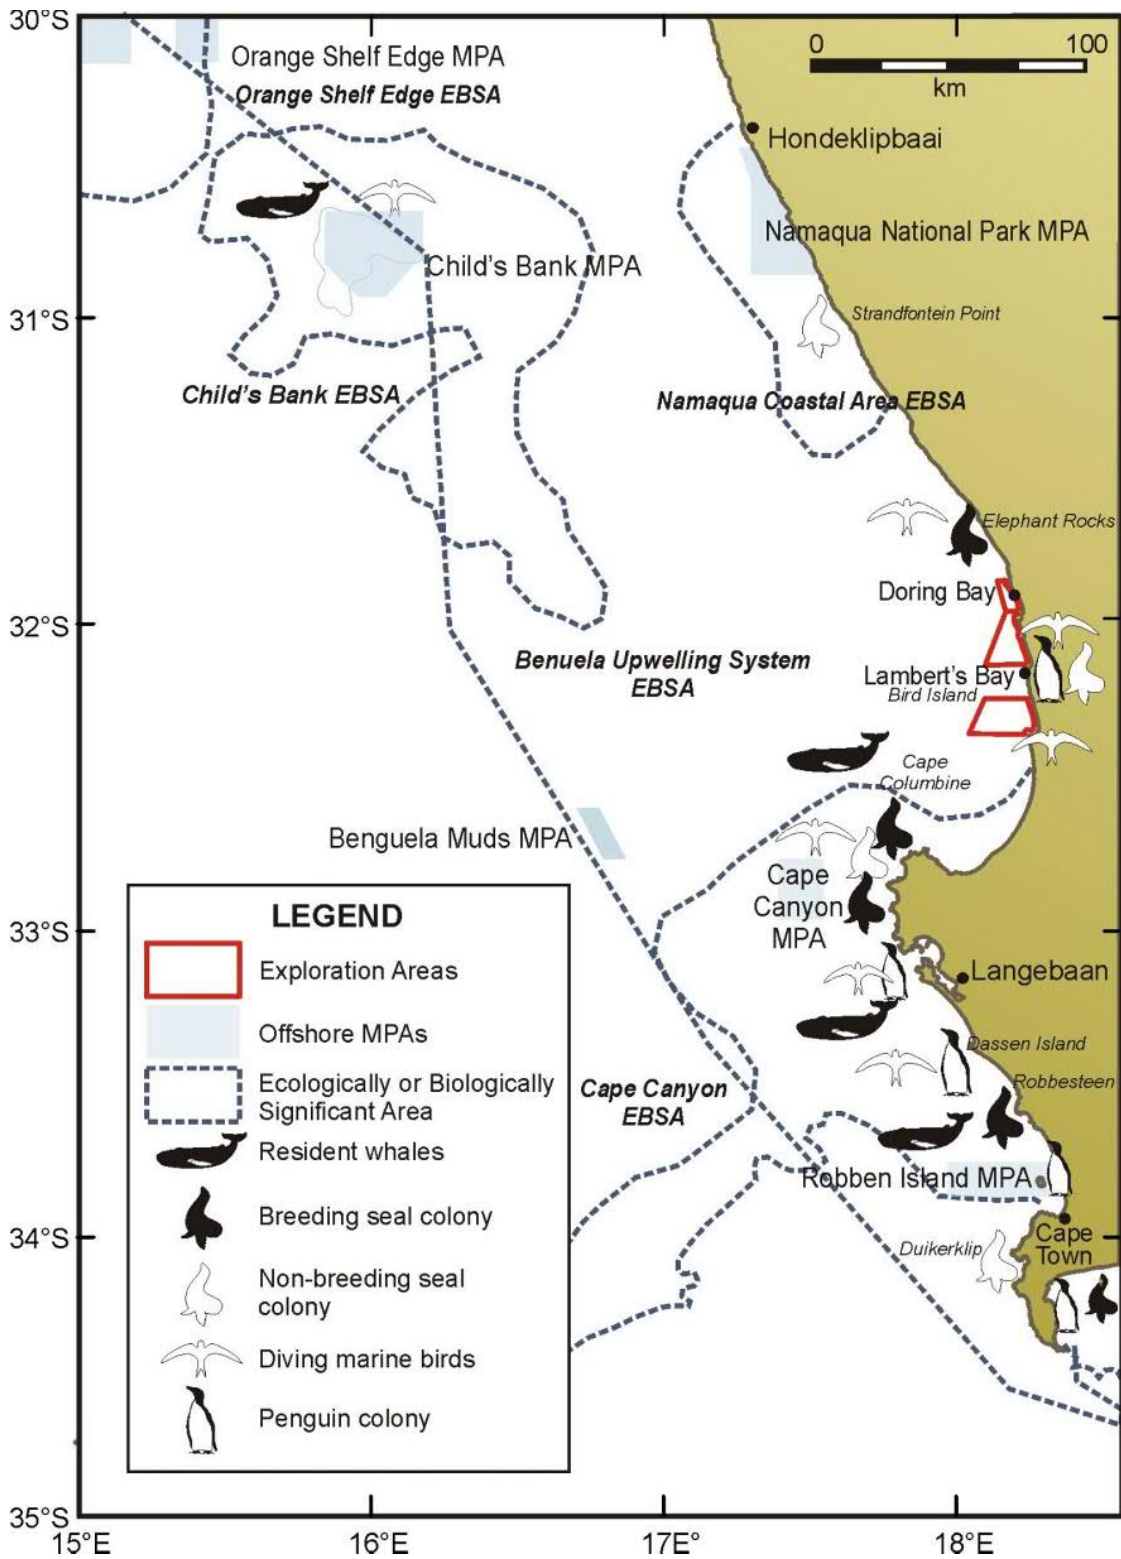 30°S
0 100
km
Orange Shelf Edge MPA
Orange Shelf Edge EBSA
Hondeklipbaai
Namaqua National Park MPA
Child's Bank MPA
31°S
Strandfontein Point
Child's Bank EBSA
Namaqua Coastal Area EBSA
Elephant Rocks
Doring Bay
32°S
Benuela Upwelling System
EBSA
Lambert's Bay
Bird Island
Cape
Columbine
Benguela Muds MPA
Cape
Canyon
MPA
33°S
Langebaan
Dassen Island
Robbesteen
Cape Canyon
EBSA
Robben Island MPA
34°S
Duikerklip
Cape
Town
LEGEND
Exploration Areas
Offshore MPAs
Ecologically or Biologically
Significant Area
Resident whales
Breeding seal colony
Non-breeding seal
colony
Diving marine birds
Penguin colony
35°S
15°E 16°E 17°E 18°E